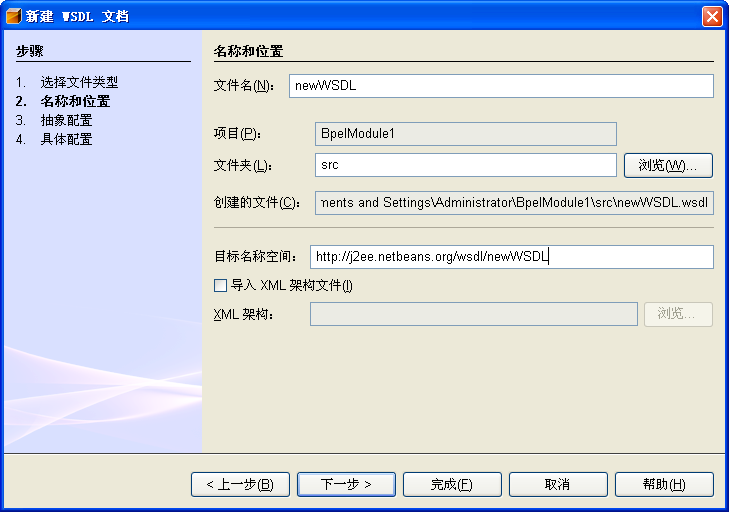 新建 WSDL 文档
步骤
1. 选择文件类型
2. 名称和位置
3. 抽象配置
4. 具体配置
名称和位置
文件名(N): newWSDL
项目(P): BpelModule1
文件夹(L): src 浏览(W)...
创建的文件(C): ments and Settings\Administrator\BpelModule1\src\newWSDL.wsdl
目标名称空间: http://j2ee.netbeans.org/wsdl/newWSDL
导入 XML 架构文件(I)
XML 架构: 浏览...
< 上一步(B) 下一步 > 完成(F) 取消 帮助(H)